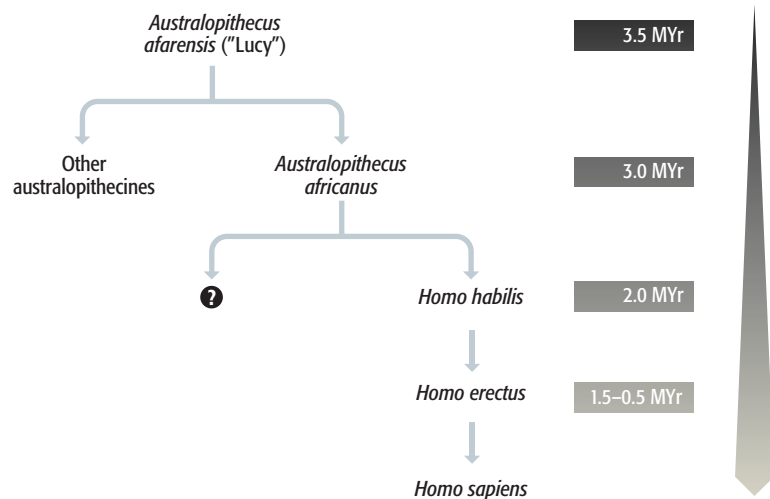 Australopithecus
afarensis ("Lucy")
3.5 MYr
Other
australopithecines
Australopithecus
africanus
3.0 MYr
?
Homo habilis
2.0 MYr
Homo erectus
1.5–0.5 MYr
Homo sapiens